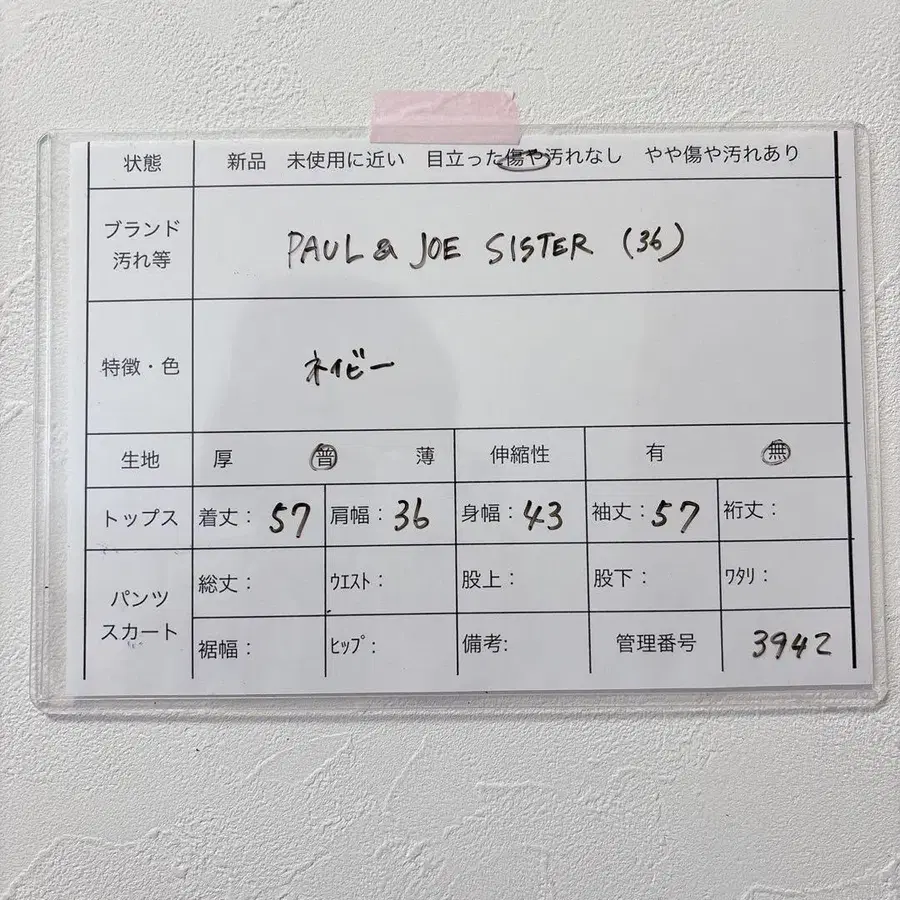 状態 新品 未使用に近い 目立った傷や汚れなし やや傷や汚れあり
ブランド
汚れ等
PAUL & JOE SISTER (36)
特徴・色 ネイビー
生地 厚 普 薄 伸縮性 有 無
トップス 着丈: 57 肩幅: 36 身幅: 43 袖丈: 57 裄丈:
パンツ
スカート
総丈: ｳｴｽﾄ: 股上: 股下: ﾜﾀﾘ:
裾幅: ﾋｯﾌﾟ: 備考: 管理番号 3942